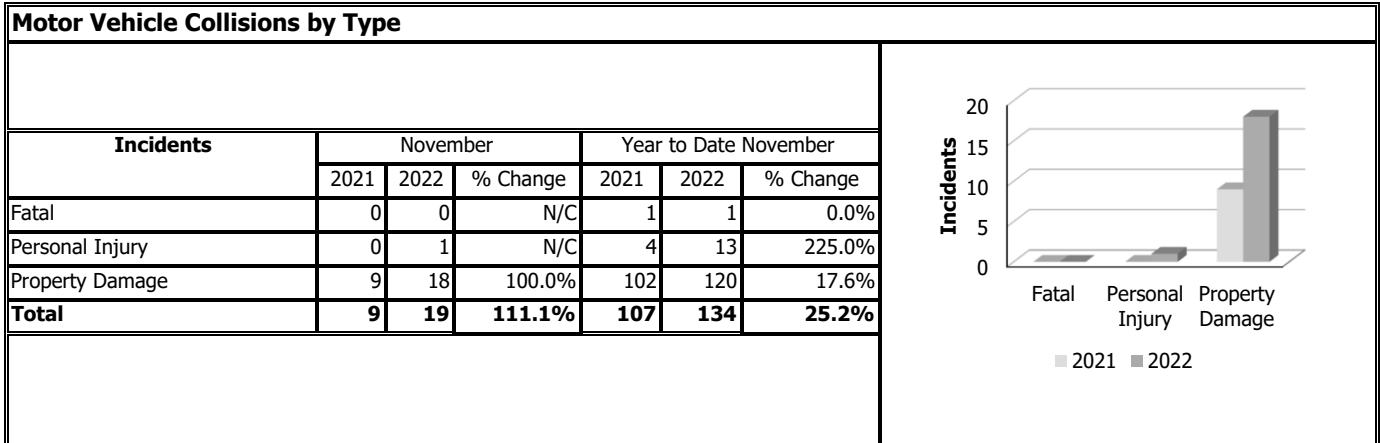 Motor Vehicle Collisions by Type
Incidents November Year to Date November
2021 2022 % Change 2021 2022 % Change
Fatal 0 0 N/C 1 1 0.0%
Personal Injury 0 1 N/C 4 13 225.0%
Property Damage 9 18 100.0% 102 120 17.6%
Total 9 19 111.1% 107 134 25.2%
Incidents
20
15
10
5
0
Fatal Personal Property
Injury Damage
2021 2022